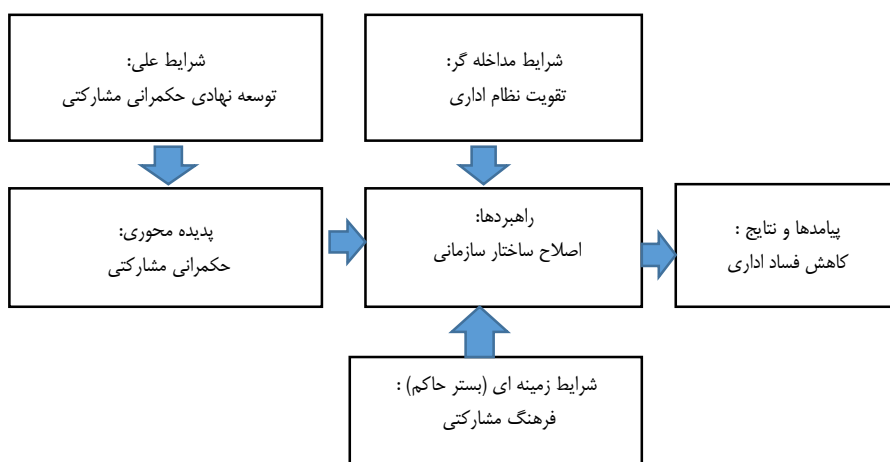 شرایط علی:
توسعه نهادی حکمرانی مشارکتی
شرایط مداخله گر:
تقویت نظام اداری
پدیده محوری:
حکمرانی مشارکتی
راهبردها:
اصلاح ساختار سازمانی
پیامدها و نتایج :
کاهش فساد اداری
شرایط زمینه ای (بستر حاکم) :
فرهنگ مشارکتی